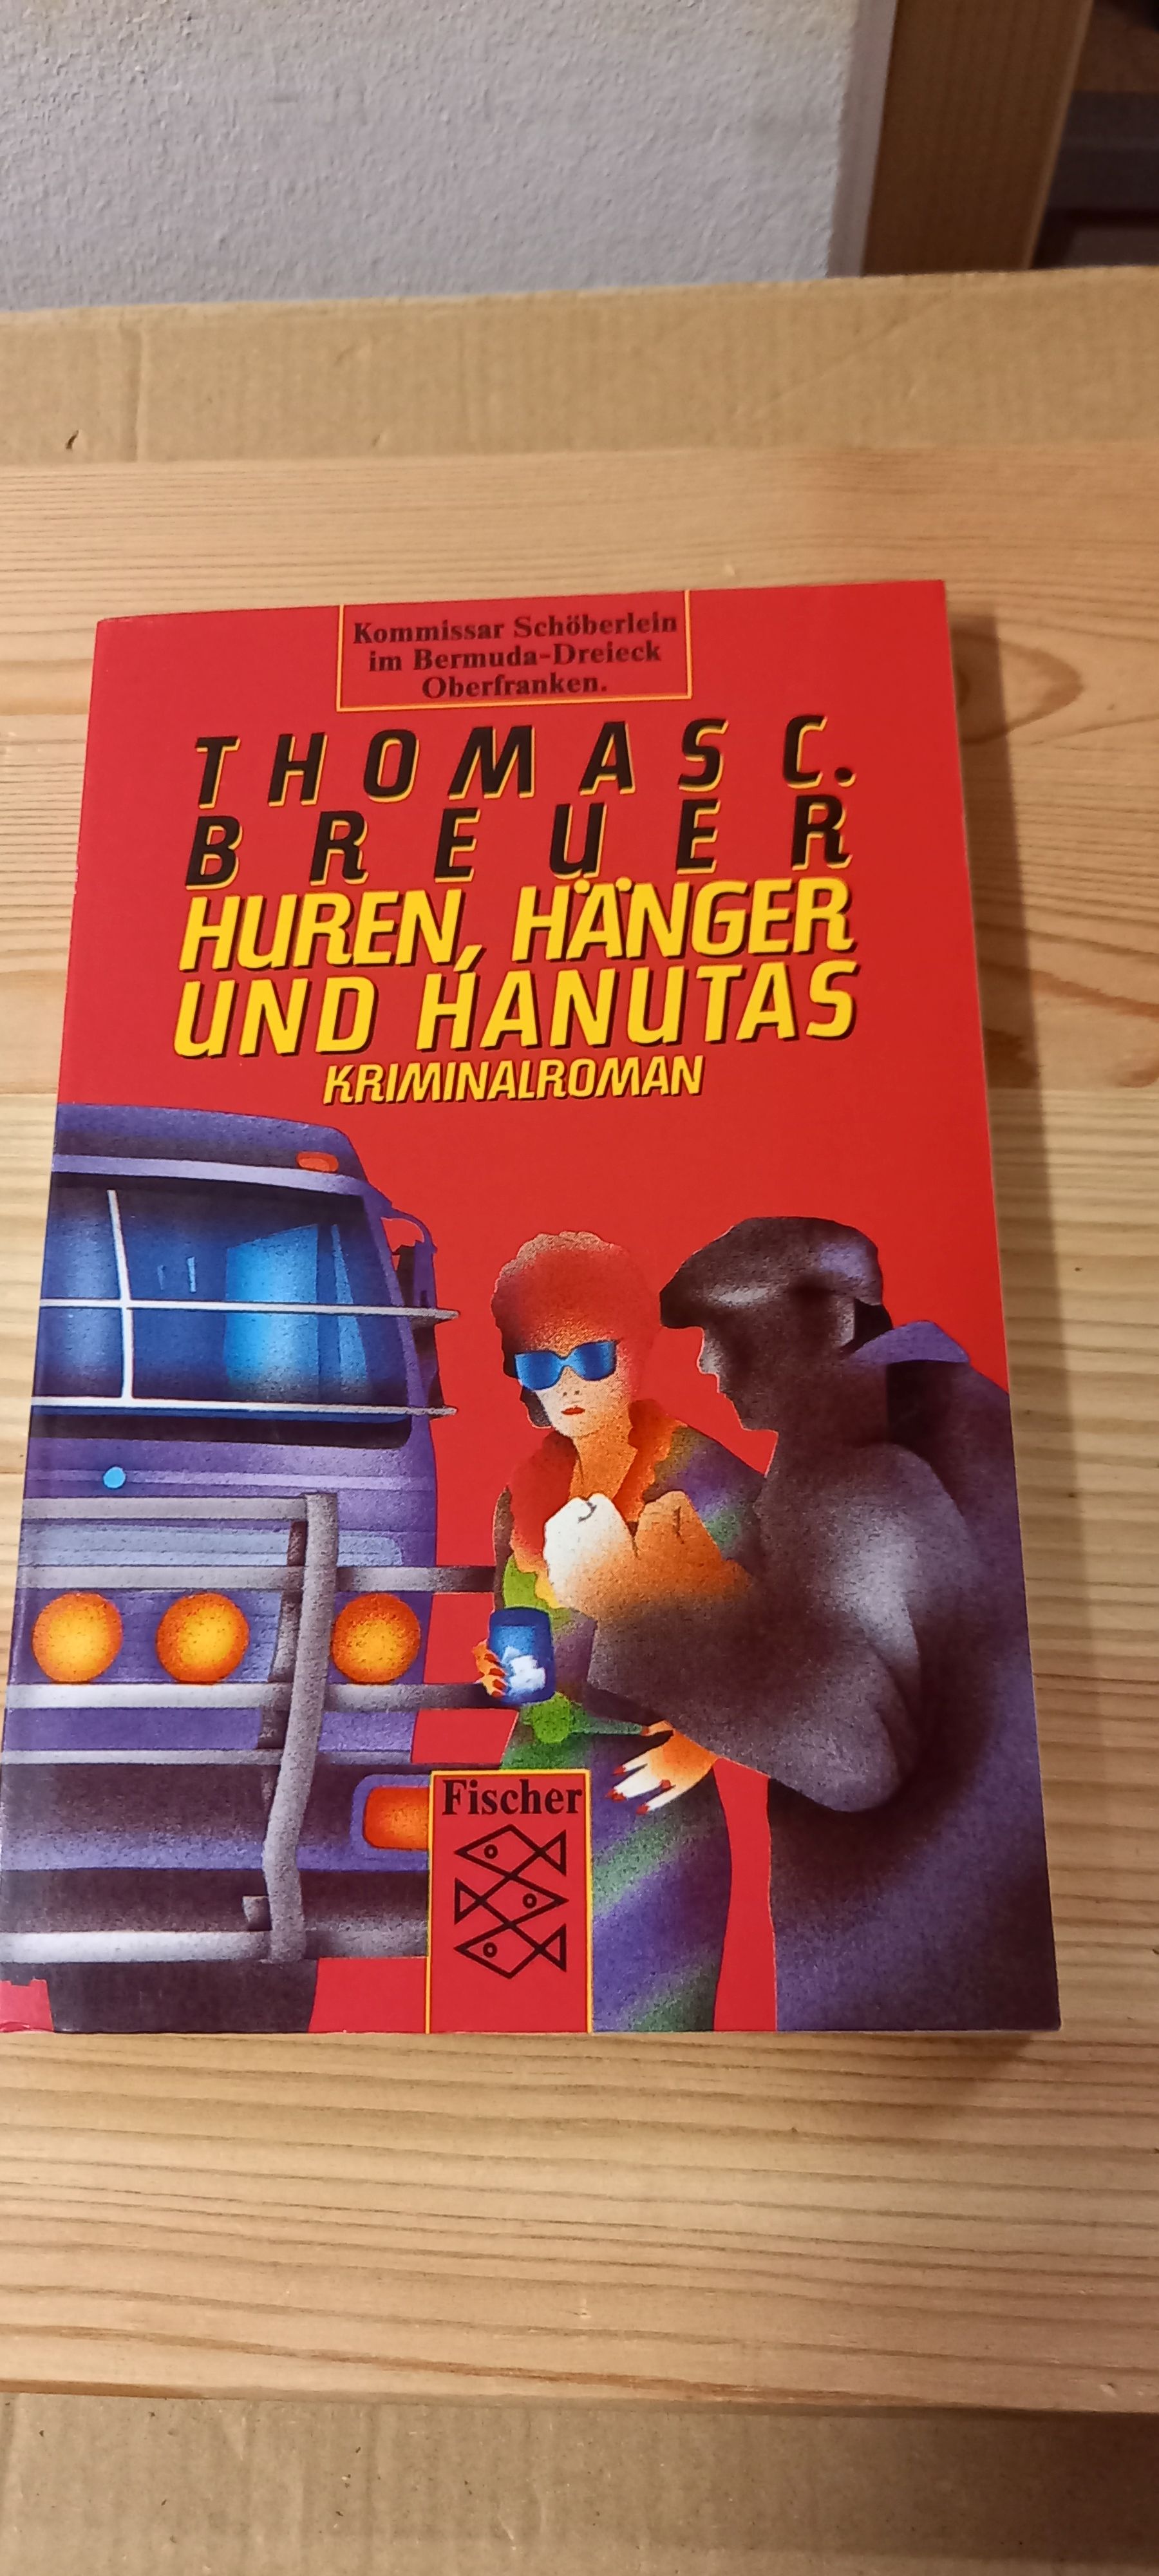 Kommissar Schöberlein
im Bermuda-Dreieck
Oberfranken.
THOMAS C.
BREUER
HUREN, HÄNGER
UND HANUTAS
KRIMINALROMAN
Fischer